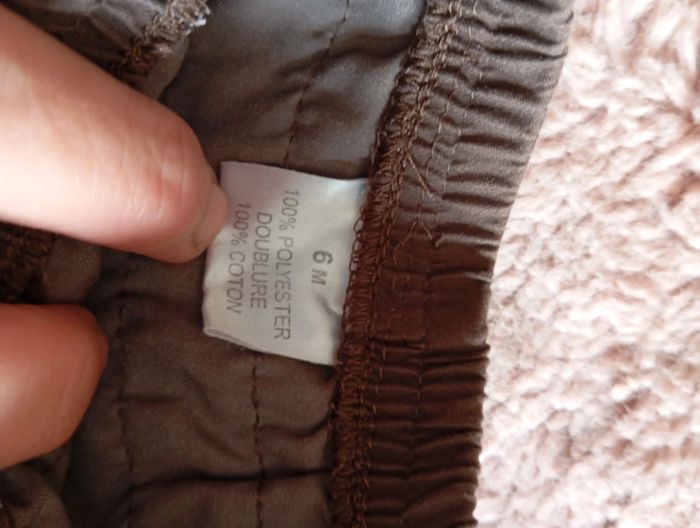 6 M
100% POLYESTER
DOUBLURE
100% COTON